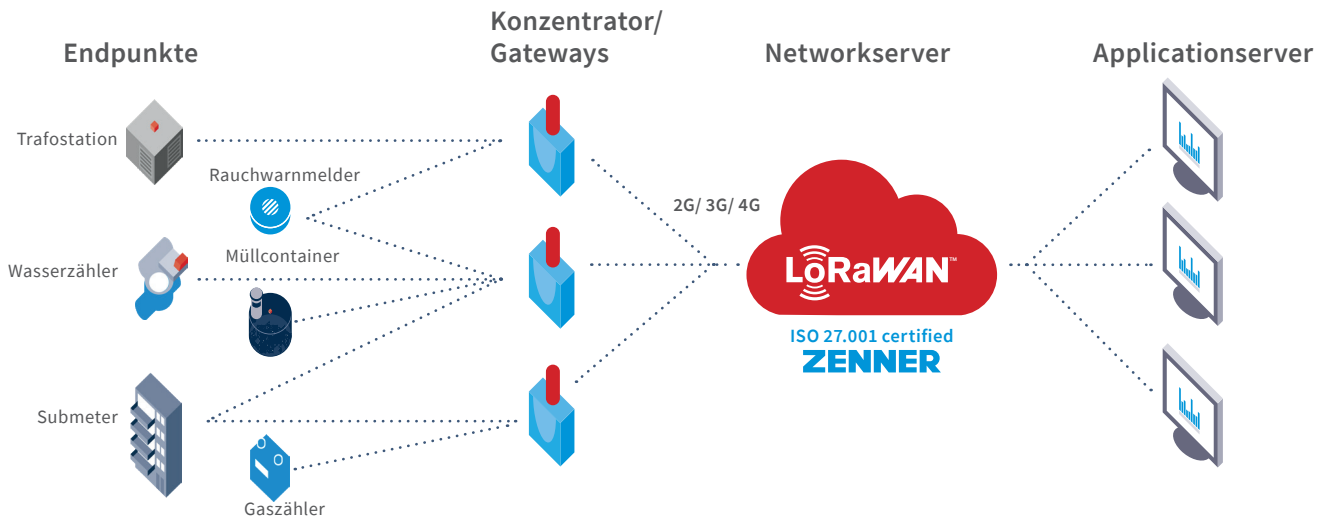 Endpunkte
Konzentrator/
Gateways
Networkserver
Applicationserver
Trafostation
Rauchwarnmelder
2G/ 3G/ 4G
Wasserzähler
Müllcontainer
LoRaWAN™
ISO 27.001 certified
ZENNER
Submeter
Gaszähler